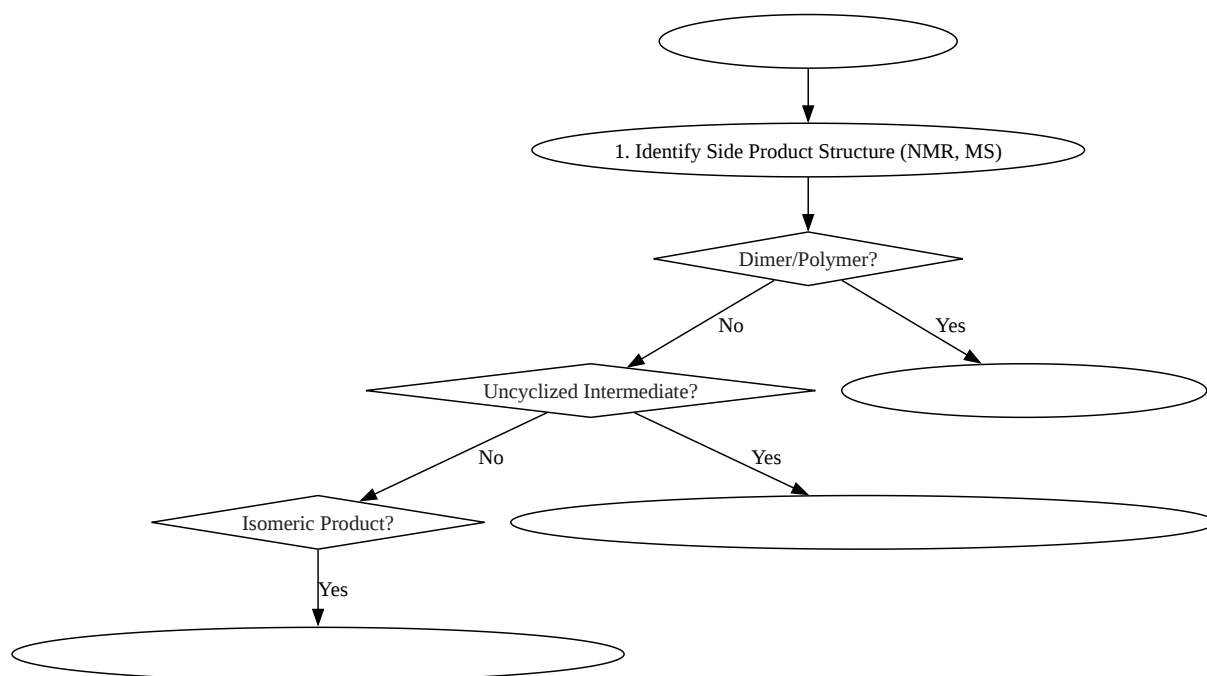 1. Identify Side Product Structure (NMR, MS)
Dimer/Polymer?
No
Yes
Uncyclized Intermediate?
No
Yes
Isomeric Product?
Yes